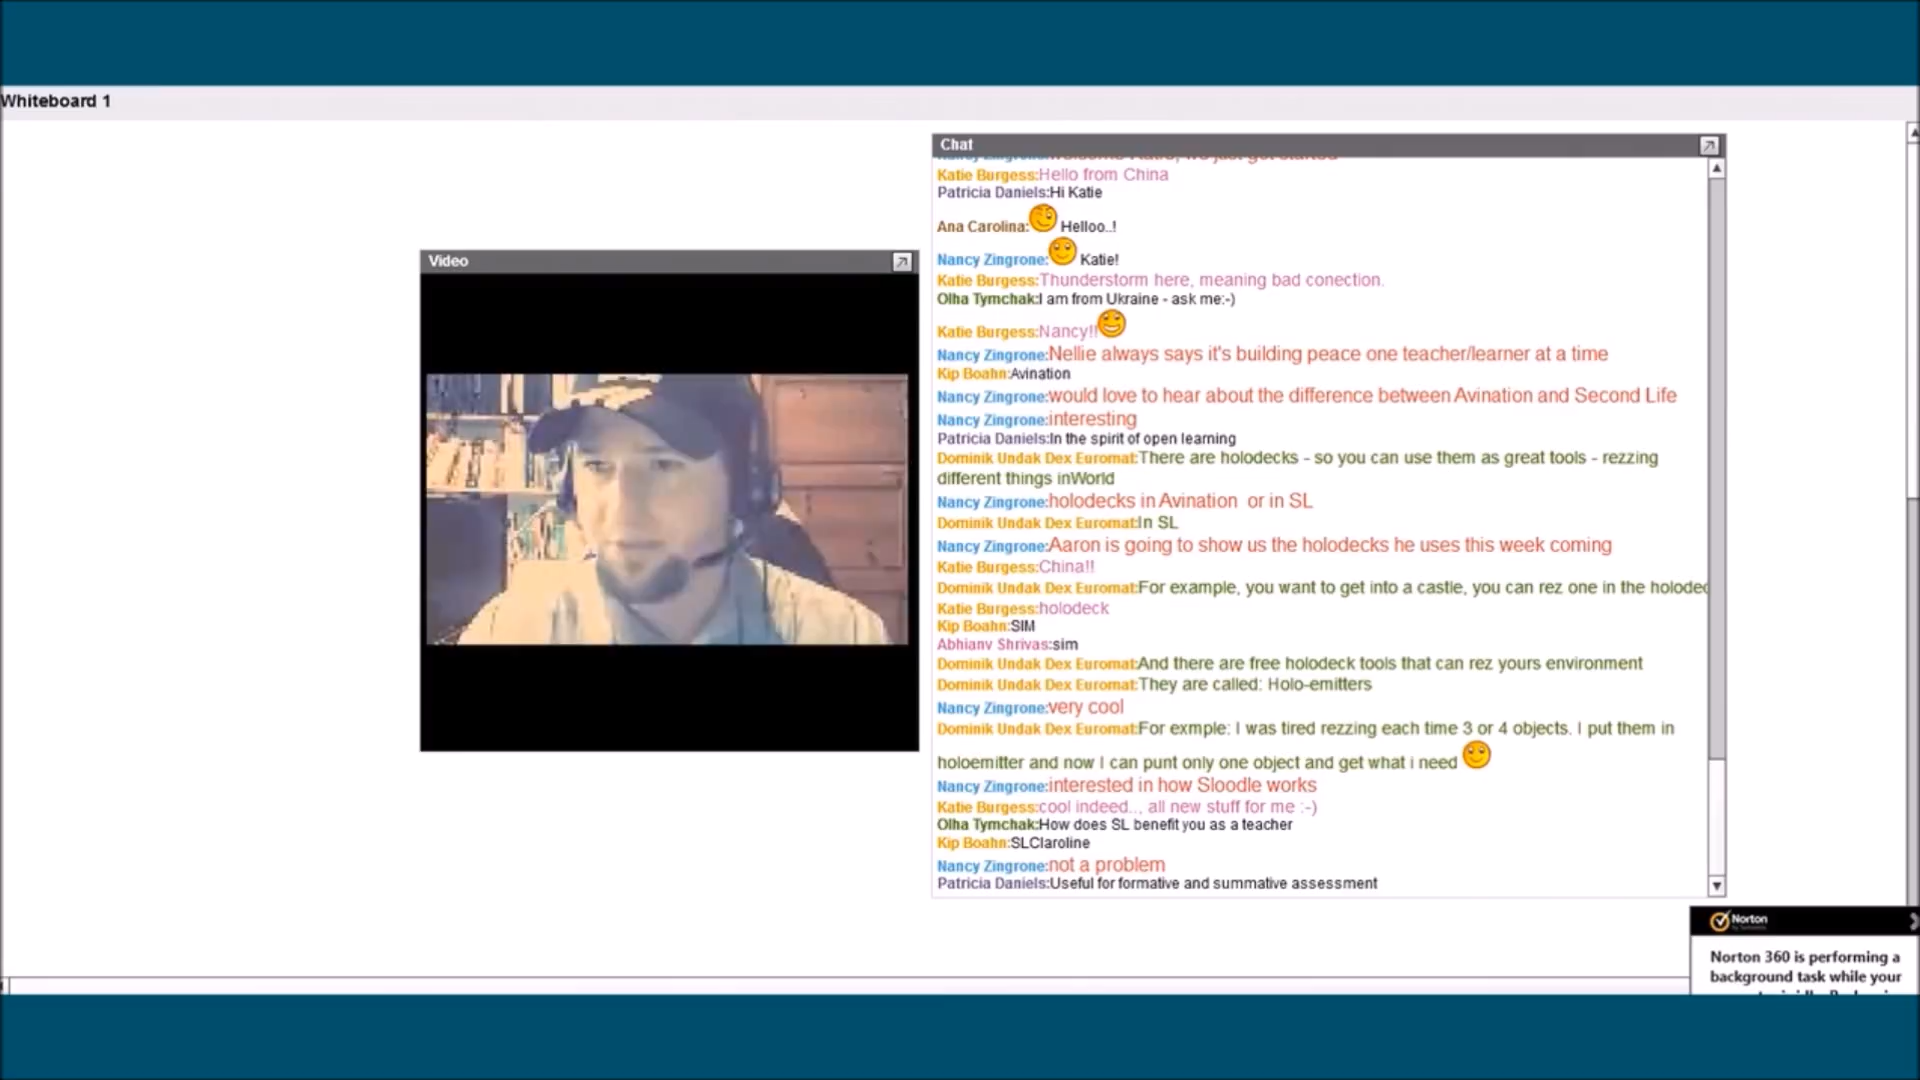 Whiteboard 1
Chat
Katie Burgess:Hello from China
Patricia Daniels:Hi Katie
Ana Carolina: Helloo..!
Video
Nancy Zingrone: Katie!
Katie Burgess:Thunderstorm here, meaning bad conection.
Olha Tymchak:I am from Ukraine - ask me:-)
Katie Burgess:Nancy!!
Nancy Zingrone:Nellie always says it's building peace one teacher/learner at a time
Kip Boahn:Avination
Nancy Zingrone:would love to hear about the difference between Avination and Second Life
Nancy Zingrone:interesting
Patricia Daniels:In the spirit of open learning
Dominik Undak Dex Euromat:There are holodecks - so you can use them as great tools - rezzing
different things inWorld
Nancy Zingrone:holodecks in Avination or in SL
Dominik Undak Dex Euromat:In SL
Nancy Zingrone:Aaron is going to show us the holodecks he uses this week coming
Katie Burgess:China!!
Dominik Undak Dex Euromat:For example, you want to get into a castle, you can rez one in the holodec
Katie Burgess:holodeck
Kip Boahn:SIM
Abhianv Shrivas:sim
Dominik Undak Dex Euromat:And there are free holodeck tools that can rez yours environment
Dominik Undak Dex Euromat:They are called: Holo-emitters
Nancy Zingrone:very cool
Dominik Undak Dex Euromat:For exmple: I was tired rezzing each time 3 or 4 objects. I put them in
holoemitter and now I can punt only one object and get what i need
Nancy Zingrone:interested in how Sloodle works
Katie Burgess:cool indeed.., all new stuff for me :-)
Olha Tymchak:How does SL benefit you as a teacher
Kip Boahn:SLClaroline
Nancy Zingrone:not a problem
Patricia Daniels:Useful for formative and summative assessment
Norton
Norton 360 is performing a
background task while your